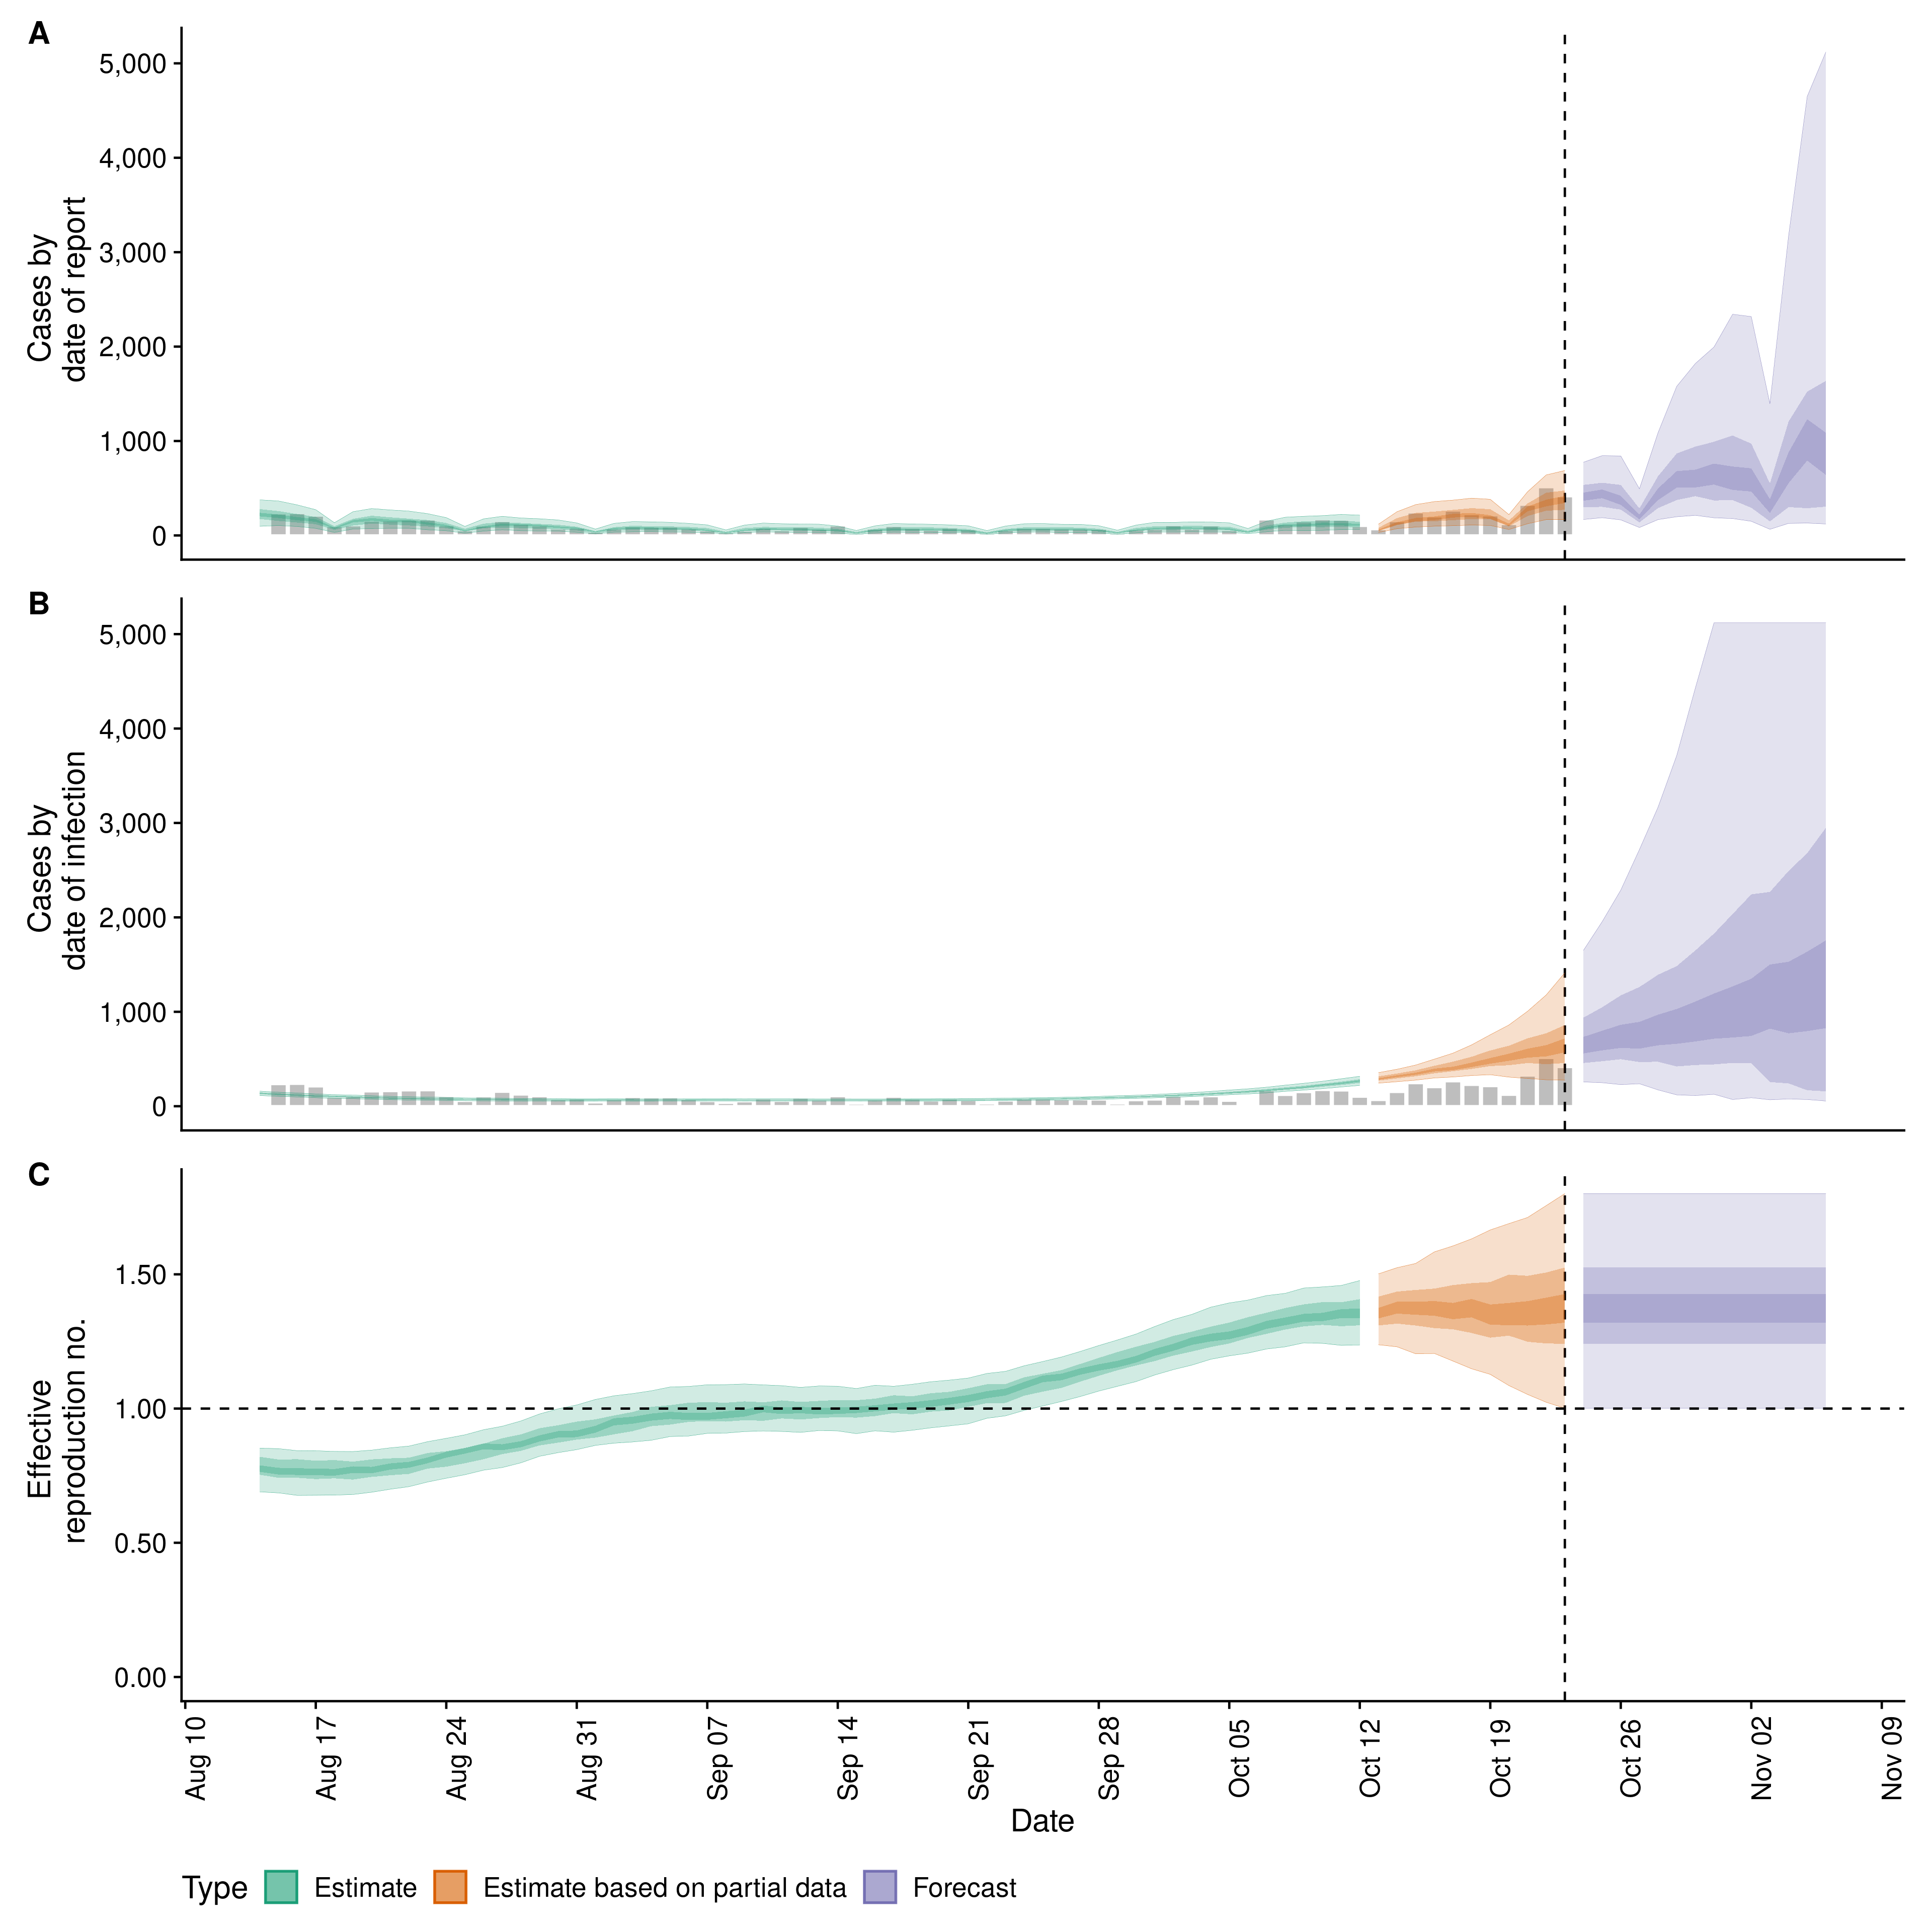 A
Cases by
date of report
5,000
4,000
3,000
2,000
1,000
0
B
Cases by
date of infection
5,000
4,000
3,000
2,000
1,000
0
C
Effective
reproduction no.
1.50
1.00
0.50
0.00
Aug 10
Aug 17
Aug 24
Aug 31
Sep 07
Sep 14
Sep 21
Sep 28
Oct 05
Oct 12
Oct 19
Oct 26
Nov 02
Nov 09
Date
Type Estimate Estimate based on partial data Forecast